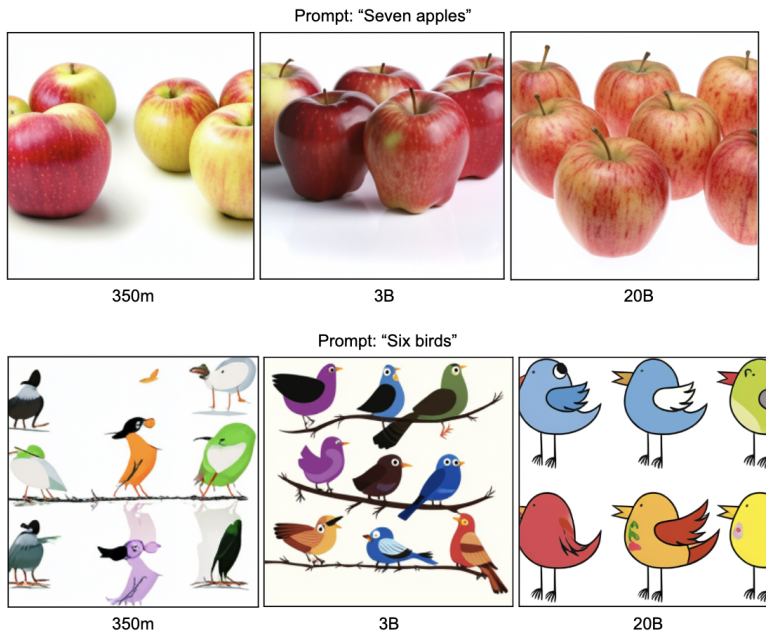 Prompt: “Seven apples”
350m
3B
20B
Prompt: “Six birds”
350m
3B
20B